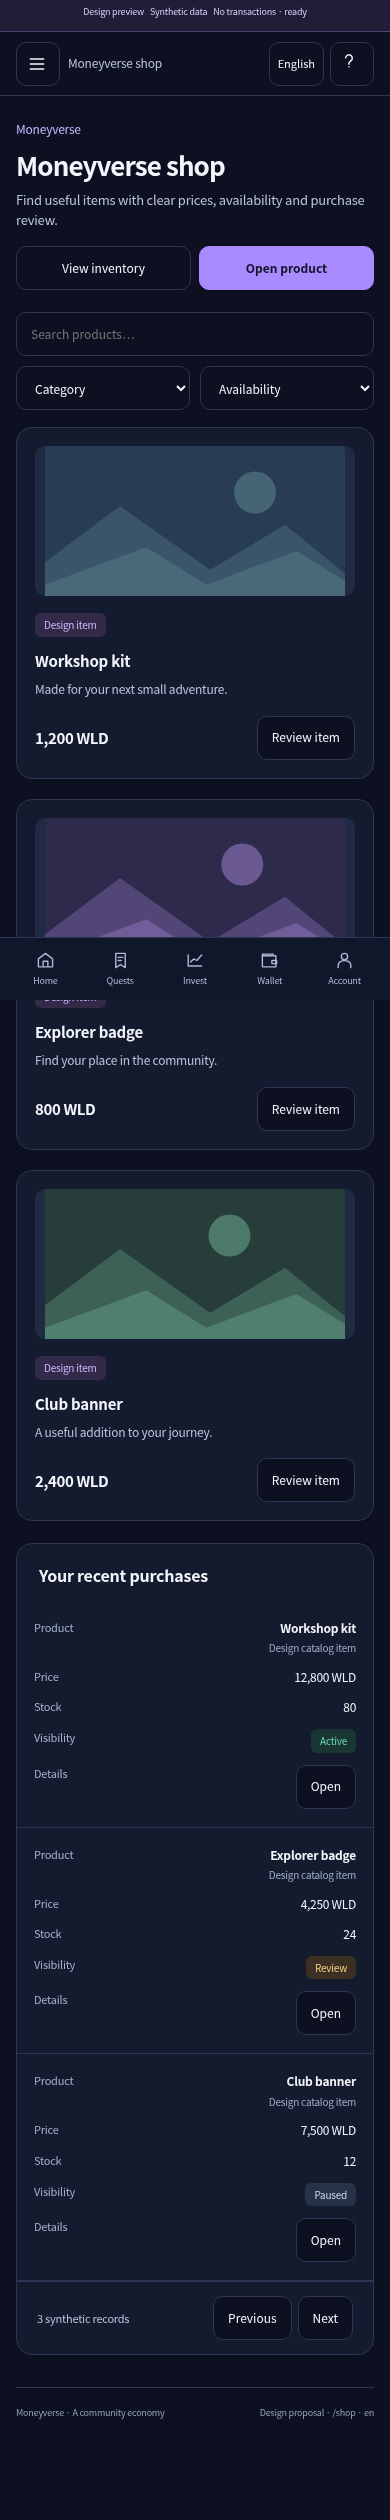 Design preview Synthetic data No transactions · ready
Moneyverse shop
English
?
Moneyverse
Moneyverse shop
Find useful items with clear prices, availability and purchase
review.
View inventory
Open product
Search products...
Category
Availability
Design item
Workshop kit
Made for your next small adventure.
1,200 WLD
Review item
Home
Quests
Invest
Wallet
Account
Explorer badge
Find your place in the community.
800 WLD
Review item
Design item
Club banner
A useful addition to your journey.
2,400 WLD
Review item
Your recent purchases
Product
Workshop kit
Design catalog item
Price
12,800 WLD
Stock
80
Visibility
Active
Details
Open
Product
Explorer badge
Design catalog item
Price
4,250 WLD
Stock
24
Visibility
Review
Details
Open
Product
Club banner
Design catalog item
Price
7,500 WLD
Stock
12
Visibility
Paused
Details
Open
3 synthetic records
Previous
Next
Moneyverse · A community economy
Design proposal · /shop · en